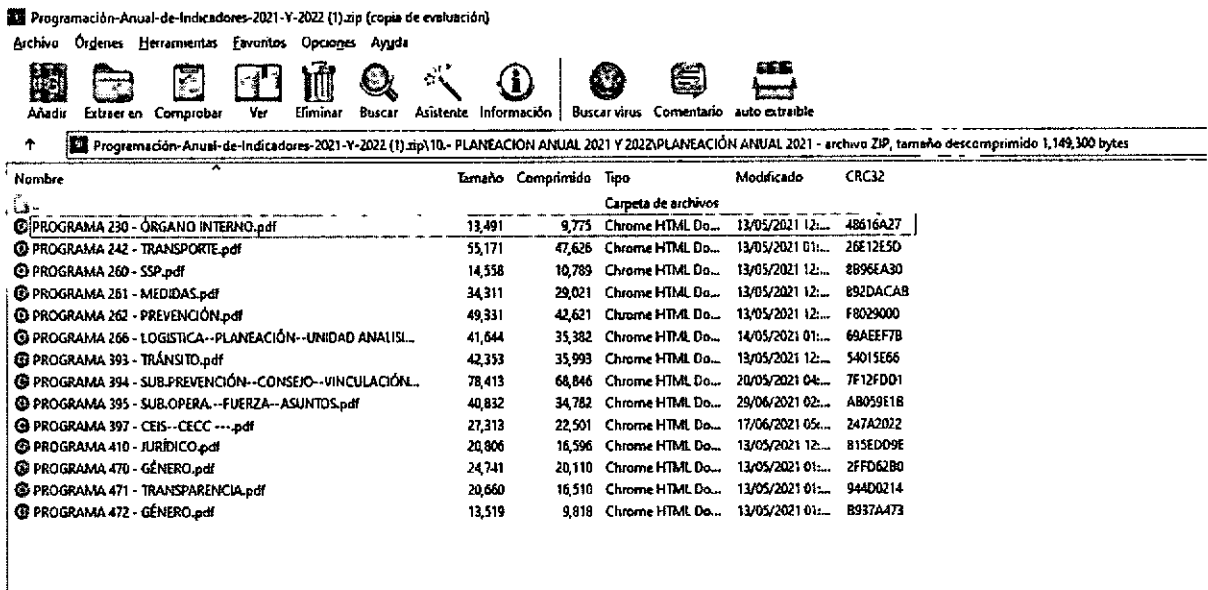 Programación-Anual-de-Indicadores-2021-Y-2022 (1).zip (copia de evaluación)
Archivo Órdenes Herramientas Favoritos Opciones Ayuda
Añadir Extraer en Comprobar Ver Eliminar Buscar Asistente Información Buscar virus Comentario auto extraible
Programación-Anual-de-Indicadores-2021-Y-2022 (1).zip\10.- PLANEACION ANUAL 2021 Y 2022\PLANEACIÓN ANUAL 2021 - archivo ZIP, tamaño descomprimido 1,149,300 bytes
Nombre Tamaño Comprimido Tipo Modificado CRC32
Carpeta de archivos
PROGRAMA 230 - ÓRGANO INTERNO.pdf 13,491 9,775 Chrome HTML Do... 13/05/2021 12:... 48616A27
PROGRAMA 242 - TRANSPORTE.pdf 55,171 47,626 Chrome HTML Do... 13/05/2021 01:... 26E12E5D
PROGRAMA 260 - SSP.pdf 14,558 10,789 Chrome HTML Do... 13/05/2021 12:... 8B96EA30
PROGRAMA 261 - MEDIDAS.pdf 34,311 29,021 Chrome HTML Do... 13/05/2021 12:... 892DACAB
PROGRAMA 262 - PREVENCIÓN.pdf 49,331 42,621 Chrome HTML Do... 13/05/2021 12:... F8029000
PROGRAMA 266 - LOGISTICA--PLANEACIÓN--UNIDAD ANALISI... 41,644 35,382 Chrome HTML Do... 14/05/2021 01:... 69AEEF7B
PROGRAMA 393 - TRÁNSITO.pdf 42,353 35,993 Chrome HTML Do... 13/05/2021 12:... 54015E66
PROGRAMA 394 - SUB.PREVENCIÓN--CONSEJO--VINCULACIÓN... 78,413 68,846 Chrome HTML Do... 20/05/2021 04:... 7F12FDD1
PROGRAMA 395 - SUB.OPERA.--FUERZA--ASUNTOS.pdf 40,832 34,782 Chrome HTML Do... 29/06/2021 02:... AB059E1B
PROGRAMA 397 - CEIS--CECC ---.pdf 27,313 22,501 Chrome HTML Do... 17/06/2021 05:... 247A2022
PROGRAMA 410 - JURÍDICO.pdf 20,806 16,596 Chrome HTML Do... 13/05/2021 12:... 815EDD9E
PROGRAMA 470 - GÉNERO.pdf 24,741 20,110 Chrome HTML Do... 13/05/2021 01:... 2FFD62B0
PROGRAMA 471 - TRANSPARENCIA.pdf 20,660 16,510 Chrome HTML Do... 13/05/2021 01:... 944D0214
PROGRAMA 472 - GÉNERO.pdf 13,519 9,818 Chrome HTML Do... 13/05/2021 01:... B937A473